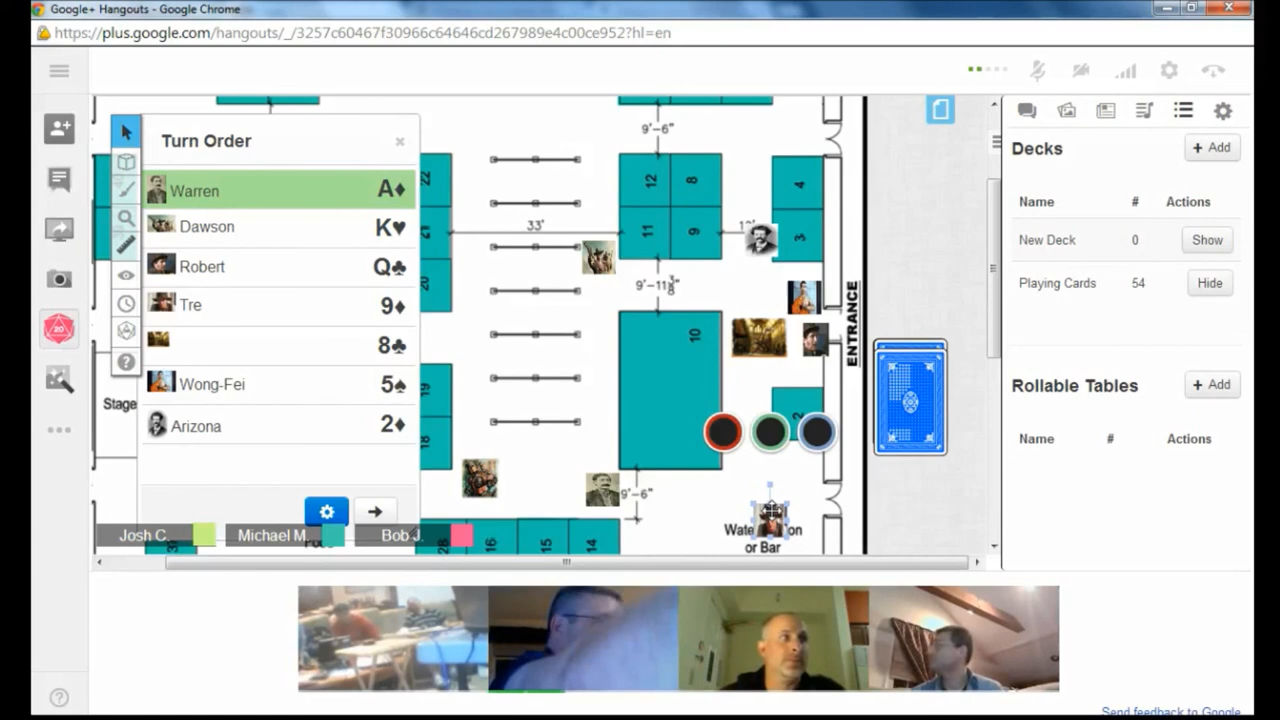 Google+ Hangouts - Google Chrome
https://plus.google.com/hangouts/_/3257c60467f30966c64646cd267989e4c00ce952?hl=en
Turn Order
Warren A♦
Dawson K♥
Robert Q♣
Tre 9♦
8♣
Wong-Fei 5♠
Arizona 2♦
Josh C.
Michael M.
Bob J.
20
Stage
22
21
20
19
18
33'
9'-6"
12
8
11
9
4
3
9'-11
10
2
ENTRANCE
9'-6"
16
15
14
or Bar
Decks
+ Add
Name # Actions
New Deck 0 Show
Playing Cards 54 Hide
Rollable Tables
+ Add
Name # Actions
Send feedback to Google